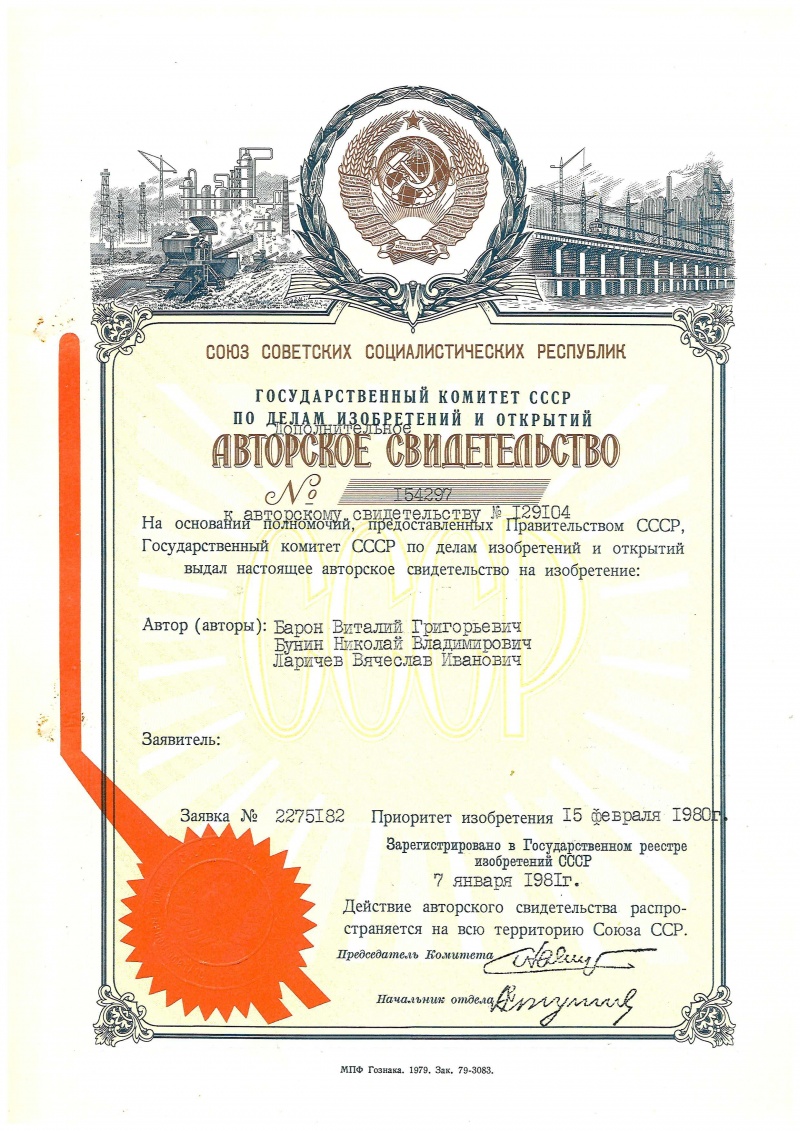 СОЮЗ СОВЕТСКИХ СОЦИАЛИСТИЧЕСКИХ РЕСПУБЛИК
ГОСУДАРСТВЕННЫЙ КОМИТЕТ СССР
ПО ДЕЛАМ ИЗОБРЕТЕНИЙ И ОТКРЫТИЙ
Дополнительное
АВТОРСКОЕ СВИДЕТЕЛЬСТВО
№ 154297
к авторскому свидетельству № 129104
На основании полномочий, предоставленных Правительством СССР,
Государственный комитет СССР по делам изобретений и открытий
выдал настоящее авторское свидетельство на изобретение:
СССР
Автор (авторы): Барон Виталий Григорьевич
Бунин Николай Владимирович
Ларичев Вячеслав Иванович
Заявитель:
Заявка № 2275182 Приоритет изобретения 15 февраля 1980г.
Зарегистрировано в Государственном реестре
изобретений СССР
7 января 1981г.
Действие авторского свидетельства распро-
страняется на всю территорию Союза ССР.
Председатель Комитета
Начальник отдела
МПФ Гознака. 1979. Зак. 79-3083.